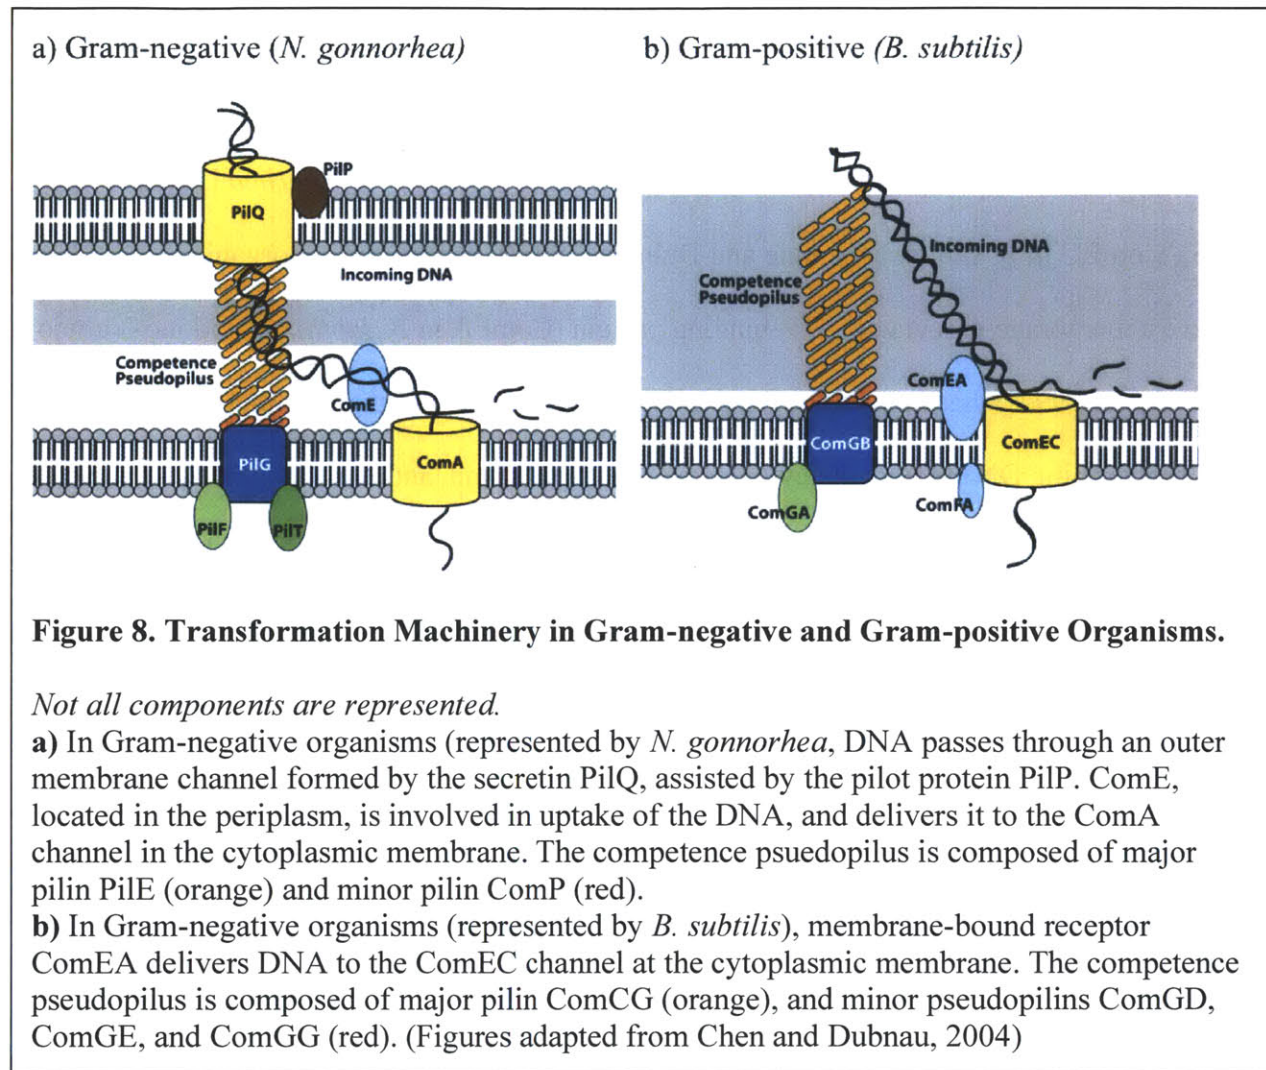 a) Gram-negative (N. gonnorhea)
b) Gram-positive (B. subtilis)
PilP
PilQ
Incoming DNA
Competence
Pseudopilus
ComE
PilG
ComA
PilF
PilT
Incoming DNA
Competence
Pseudopilus
ComEA
ComGB
ComEC
ComGA
ComFA
Figure 8. Transformation Machinery in Gram-negative and Gram-positive Organisms.
Not all components are represented.
a) In Gram-negative organisms (represented by N. gonnorhea, DNA passes through an outer
membrane channel formed by the secretin PilQ, assisted by the pilot protein PilP. ComE,
located in the periplasm, is involved in uptake of the DNA, and delivers it to the ComA
channel in the cytoplasmic membrane. The competence psuedopilus is composed of major
pilin PilE (orange) and minor pilin ComP (red).
b) In Gram-negative organisms (represented by B. subtilis), membrane-bound receptor
ComEA delivers DNA to the ComEC channel at the cytoplasmic membrane. The competence
pseudopilus is composed of major pilin ComCG (orange), and minor pseudopilins ComGD,
ComGE, and ComGG (red). (Figures adapted from Chen and Dubnau, 2004)